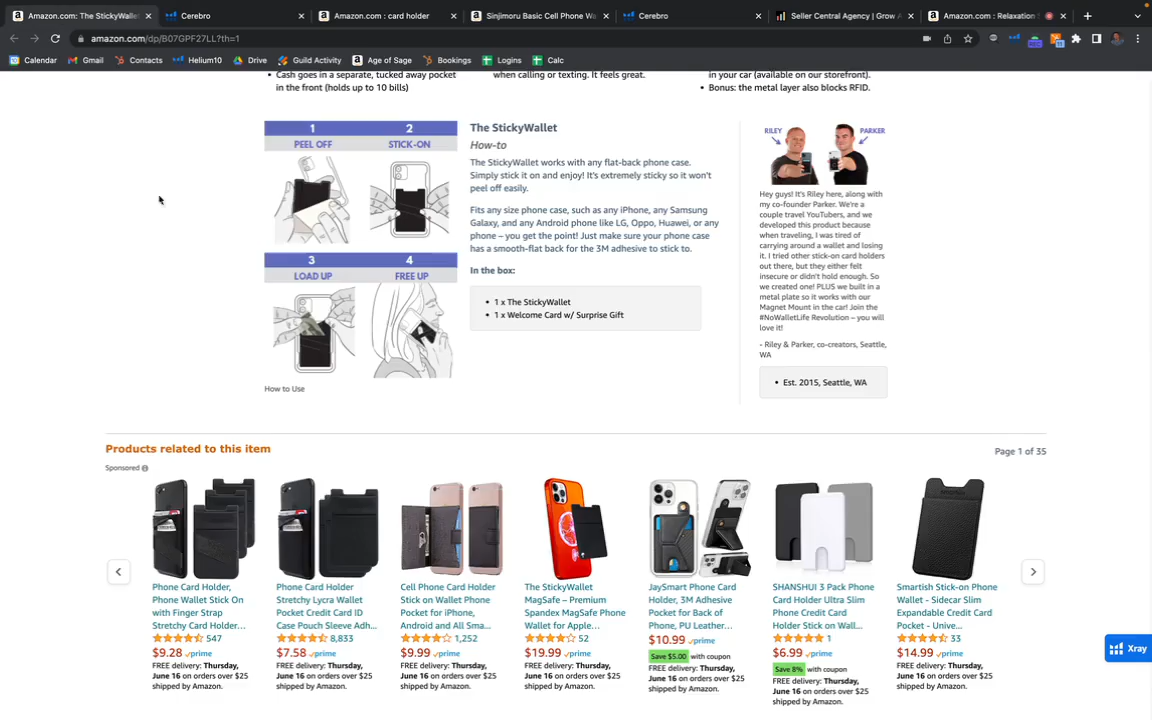 Amazon.com: The StickyWallet
Cerebro
Amazon.com : card holder
Sinjimoru Basic Cell Phone W
Cerebro
Seller Central Agency | Grow A
Amazon.com : Relaxation
amazon.com/dp/B07GPF27LL?th=1
Calendar
Gmail
Contacts
Helium10
Drive
Guild Activity
Age of Sage
Bookings
Logins
Calc
• Cash goes in a separate, tucked away pocket
in the front (holds up to 10 bills)
when calling or texting. It feels great.
in your car (available on our storefront).
• Bonus: the metal layer also blocks RFID.
1
2
PEEL OFF
STICK-ON
3
4
LOAD UP
FREE UP
How to Use
The StickyWallet
How-to
The StickyWallet works with any flat-back phone case.
Simply stick it on and enjoy! It's extremely sticky so it won't
peel off easily.
Fits any size phone case, such as any iPhone, any Samsung
Galaxy, and any Android phone like LG, Oppo, Huawei, or any
phone – you get the point! Just make sure your phone case
has a smooth-flat back for the 3M adhesive to stick to.
In the box:
• 1 x The StickyWallet
• 1 x Welcome Card w/ Surprise Gift
RILEY
PARKER
Hey guys! It's Riley here, along with
my co-founder Parker. We're a
couple travel YouTubers, and we
developed this product because
when traveling, I was tired of
carrying around a wallet and losing
it. I tried other stick-on card holders
out there, but they either felt
insecure or didn't hold enough. So
we created one! PLUS we built in a
metal plate so it works with our
Magnet Mount in the car! Join the
#NoWalletLife Revolution – you will
love it!
- Riley & Parker, co-creators, Seattle,
WA
• Est. 2015, Seattle, WA
Products related to this item
Page 1 of 35
Sponsored
Phone Card Holder,
Phone Wallet Stick On
with Finger Strap
Stretchy Card Holder...
547
$9.28 prime
FREE delivery: Thursday,
June 16 on orders over $25
shipped by Amazon.
Phone Card Holder
Stretchy Lycra Wallet
Pocket Credit Card ID
Case Pouch Sleeve Adh...
8,833
$7.58 prime
FREE delivery: Thursday,
June 16 on orders over $25
shipped by Amazon.
Cell Phone Card Holder
Stick on Wallet Phone
Pocket for iPhone,
Android and All Sma...
1,252
$9.99 prime
FREE delivery: Thursday,
June 16 on orders over $25
shipped by Amazon.
The StickyWallet
MagSafe – Premium
Spandex MagSafe Phone
Wallet for Apple...
52
$19.99 prime
FREE delivery: Thursday,
June 16 on orders over $25
shipped by Amazon.
JaySmart Phone Card
Holder, 3M Adhesive
Pocket for Back of
Phone, PU Leather...
$10.99 prime
Save $5.00 with coupon
FREE delivery: Thursday,
June 16 on orders over $25
shipped by Amazon.
SHANSHUI 3 Pack Phone
Card Holder Ultra Slim
Phone Credit Card
Holder Stick on Wall...
1
$6.99 prime
Save 8% with coupon
FREE delivery: Thursday,
June 16 on orders over $25
shipped by Amazon.
Smartish Stick-on Phone
Wallet - Sidecar Slim
Expandable Credit Card
Pocket - Unive...
33
$14.99 prime
FREE delivery: Thursday,
June 16 on orders over $25
shipped by Amazon.
Xray